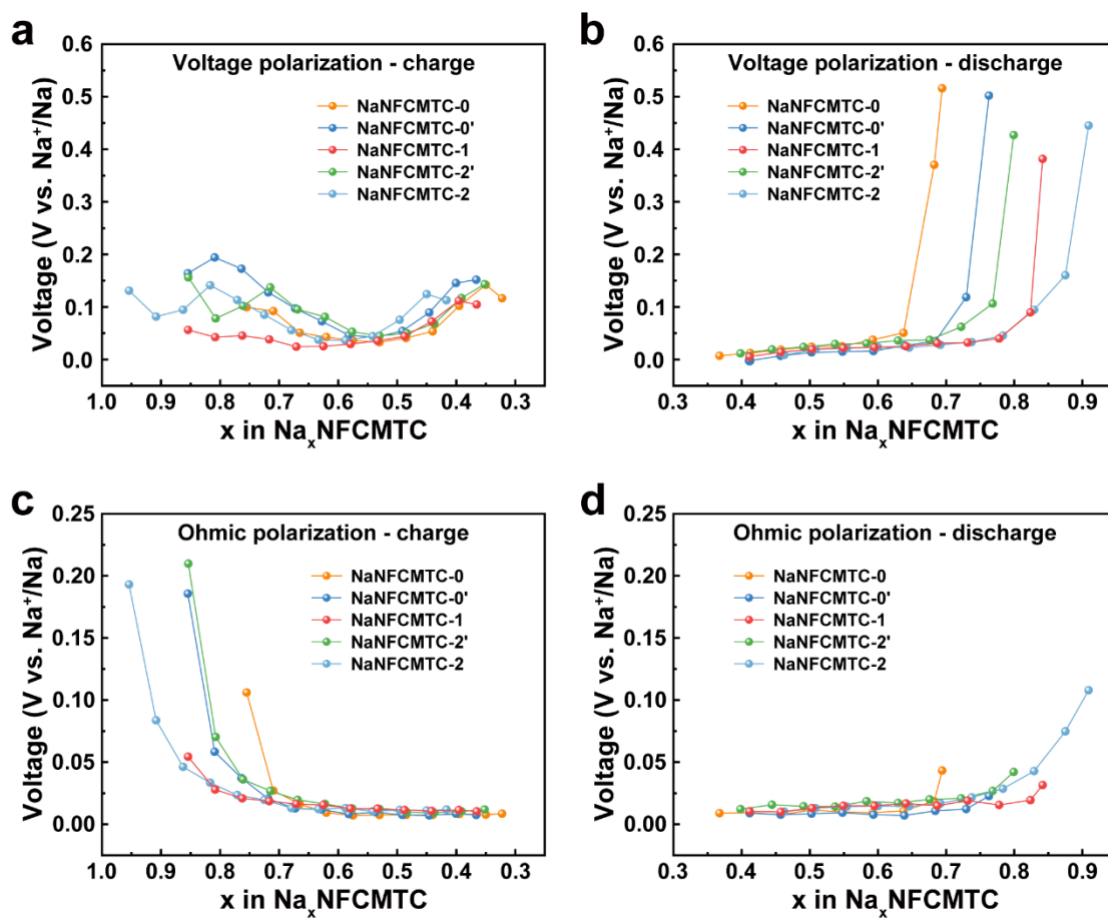 a
Voltage polarization - charge
NaNFCMTC-0
NaNFCMTC-0'
NaNFCMTC-1
NaNFCMTC-2'
NaNFCMTC-2
Voltage (V vs. Na⁺/Na)
0.6
0.5
0.4
0.3
0.2
0.1
0.0
1.0 0.9 0.8 0.7 0.6 0.5 0.4 0.3
x in NaₓNFCMTC
b
Voltage polarization - discharge
NaNFCMTC-0
NaNFCMTC-0'
NaNFCMTC-1
NaNFCMTC-2'
NaNFCMTC-2
Voltage (V vs. Na⁺/Na)
0.6
0.5
0.4
0.3
0.2
0.1
0.0
0.3 0.4 0.5 0.6 0.7 0.8 0.9
x in NaₓNFCMTC
c
Ohmic polarization - charge
NaNFCMTC-0
NaNFCMTC-0'
NaNFCMTC-1
NaNFCMTC-2'
NaNFCMTC-2
Voltage (V vs. Na⁺/Na)
0.25
0.20
0.15
0.10
0.05
0.00
1.0 0.9 0.8 0.7 0.6 0.5 0.4 0.3
x in NaₓNFCMTC
d
Ohmic polarization - discharge
NaNFCMTC-0
NaNFCMTC-0'
NaNFCMTC-1
NaNFCMTC-2'
NaNFCMTC-2
Voltage (V vs. Na⁺/Na)
0.25
0.20
0.15
0.10
0.05
0.00
0.3 0.4 0.5 0.6 0.7 0.8 0.9
x in NaₓNFCMTC